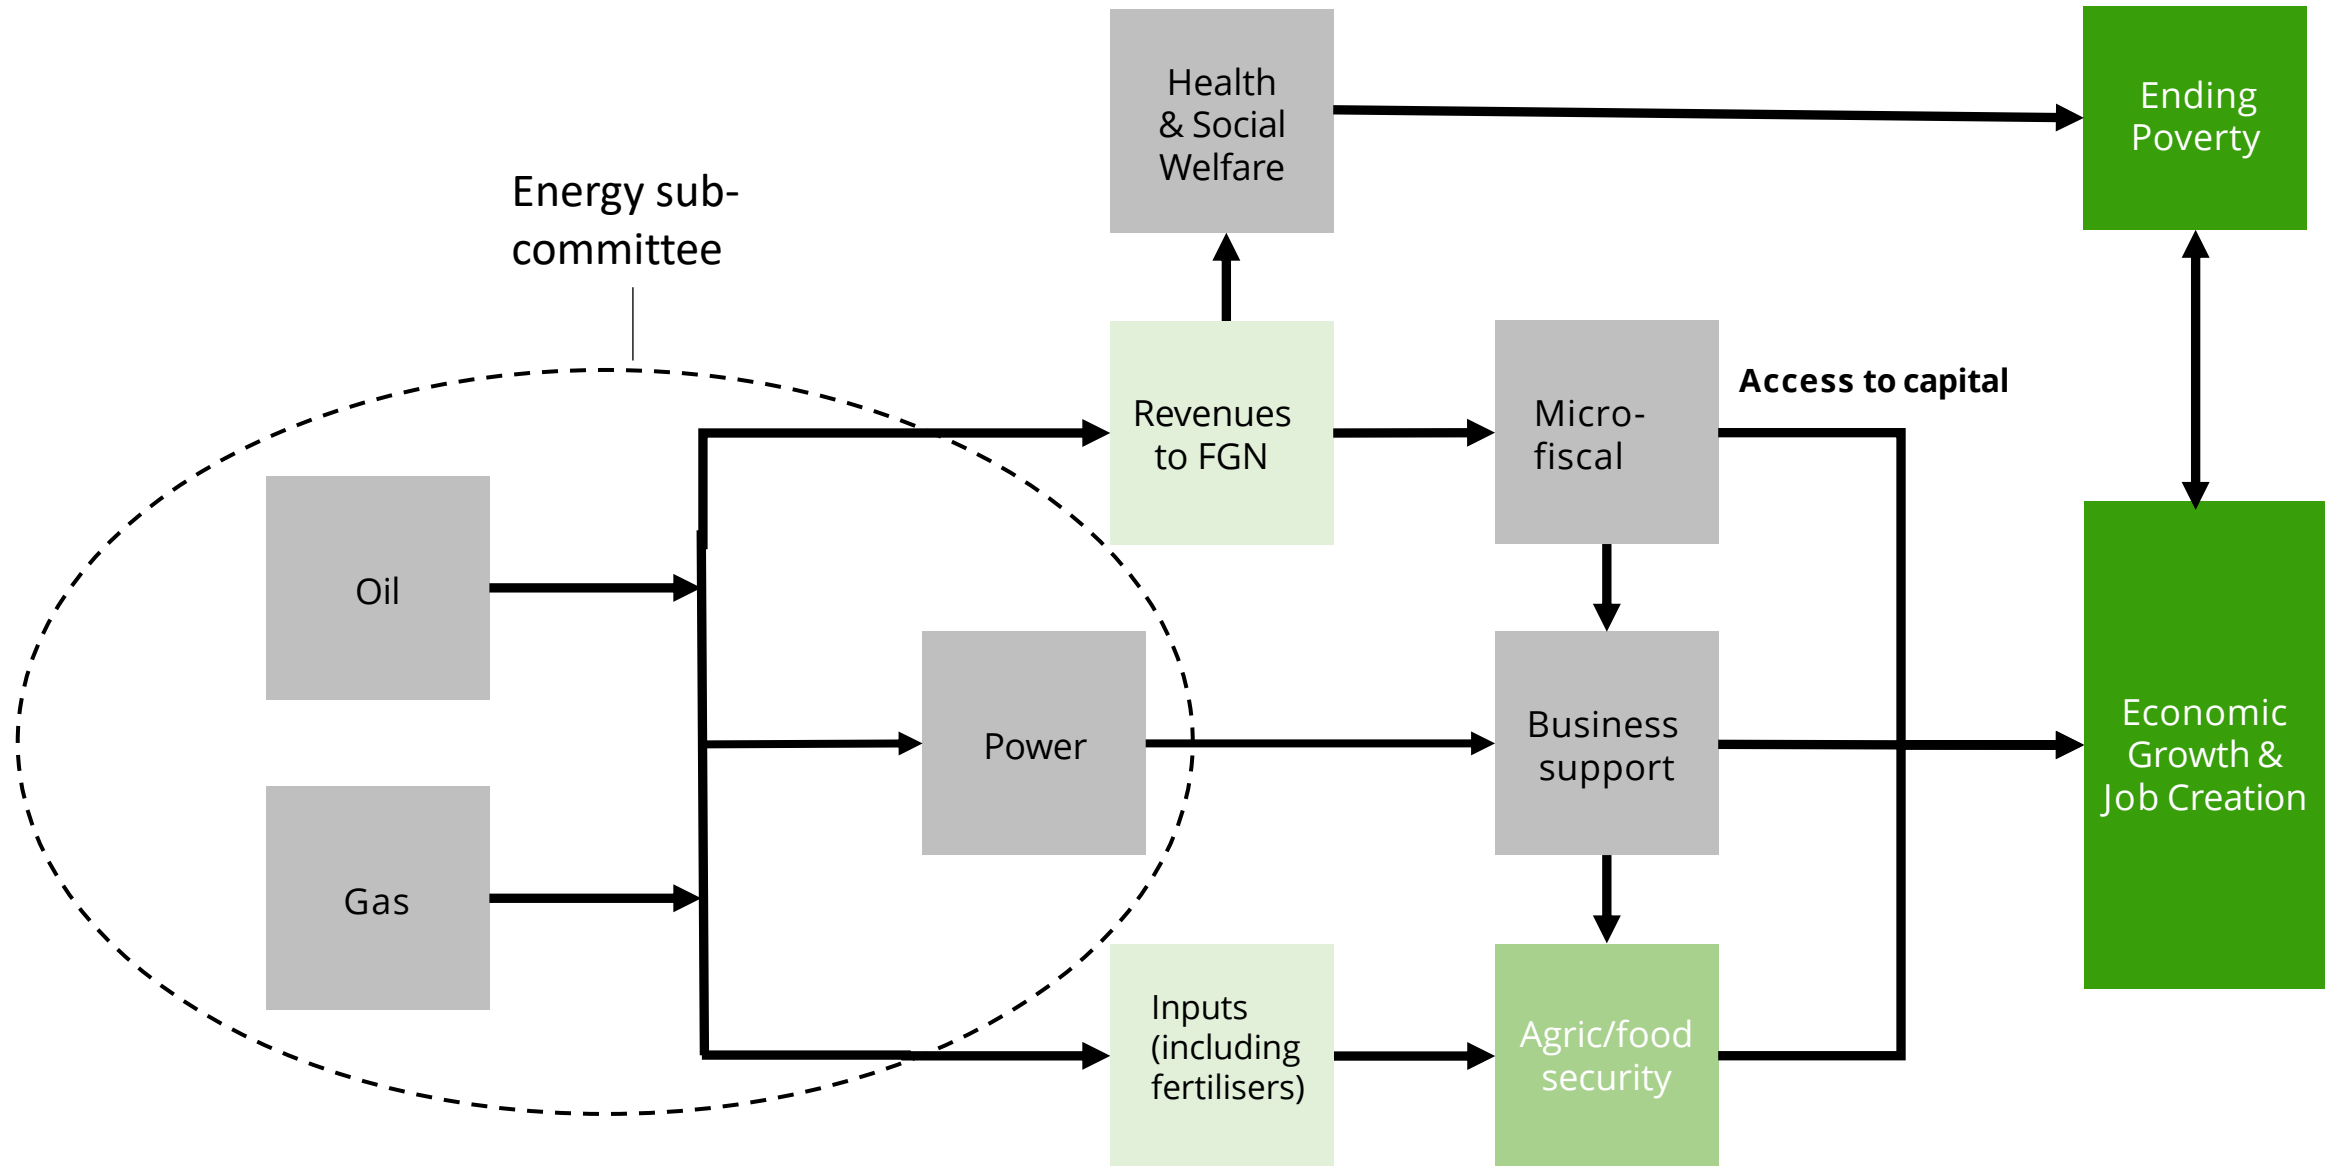 Health
& Social
Welfare
Ending
Poverty
Energy sub-
committee
Revenues
to FGN
Micro-
fiscal
Access to capital
Oil
Power
Business
support
Economic
Growth &
Job Creation
Gas
Inputs
(including
fertilisers)
Agric/food
security